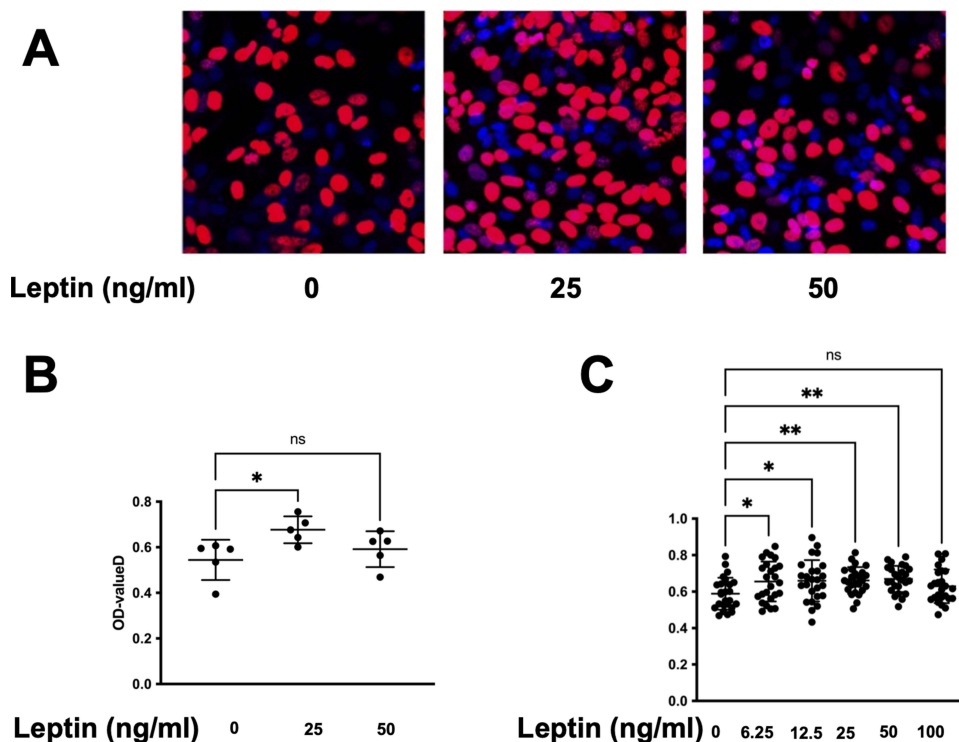 A
Leptin (ng/ml) 0 25 50
B
ns
*
0.8
0.6
0.4
0.2
0.0
OD-valueD
Leptin (ng/ml) 0 25 50
C
ns
**
**
*
*
1.0
0.8
0.6
0.4
0.2
0.0
Leptin (ng/ml) 0 6.25 12.5 25 50 100